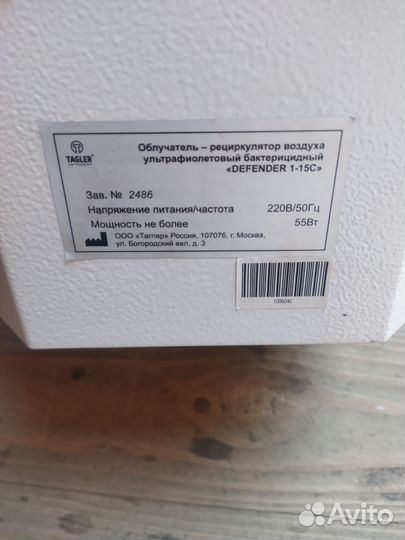 TAGLER
Облучатель – рециркулятор воздуха
ультрафиолетовый бактерицидный
«DEFENDER 1-15С»
Зав. № 2486
Напряжение питания/частота 220В/50Гц
Мощность не более 55Вт
ООО «Таглер» Россия, 107076, г. Москва,
ул. Богородский вал, д. 3
1006040
Avito